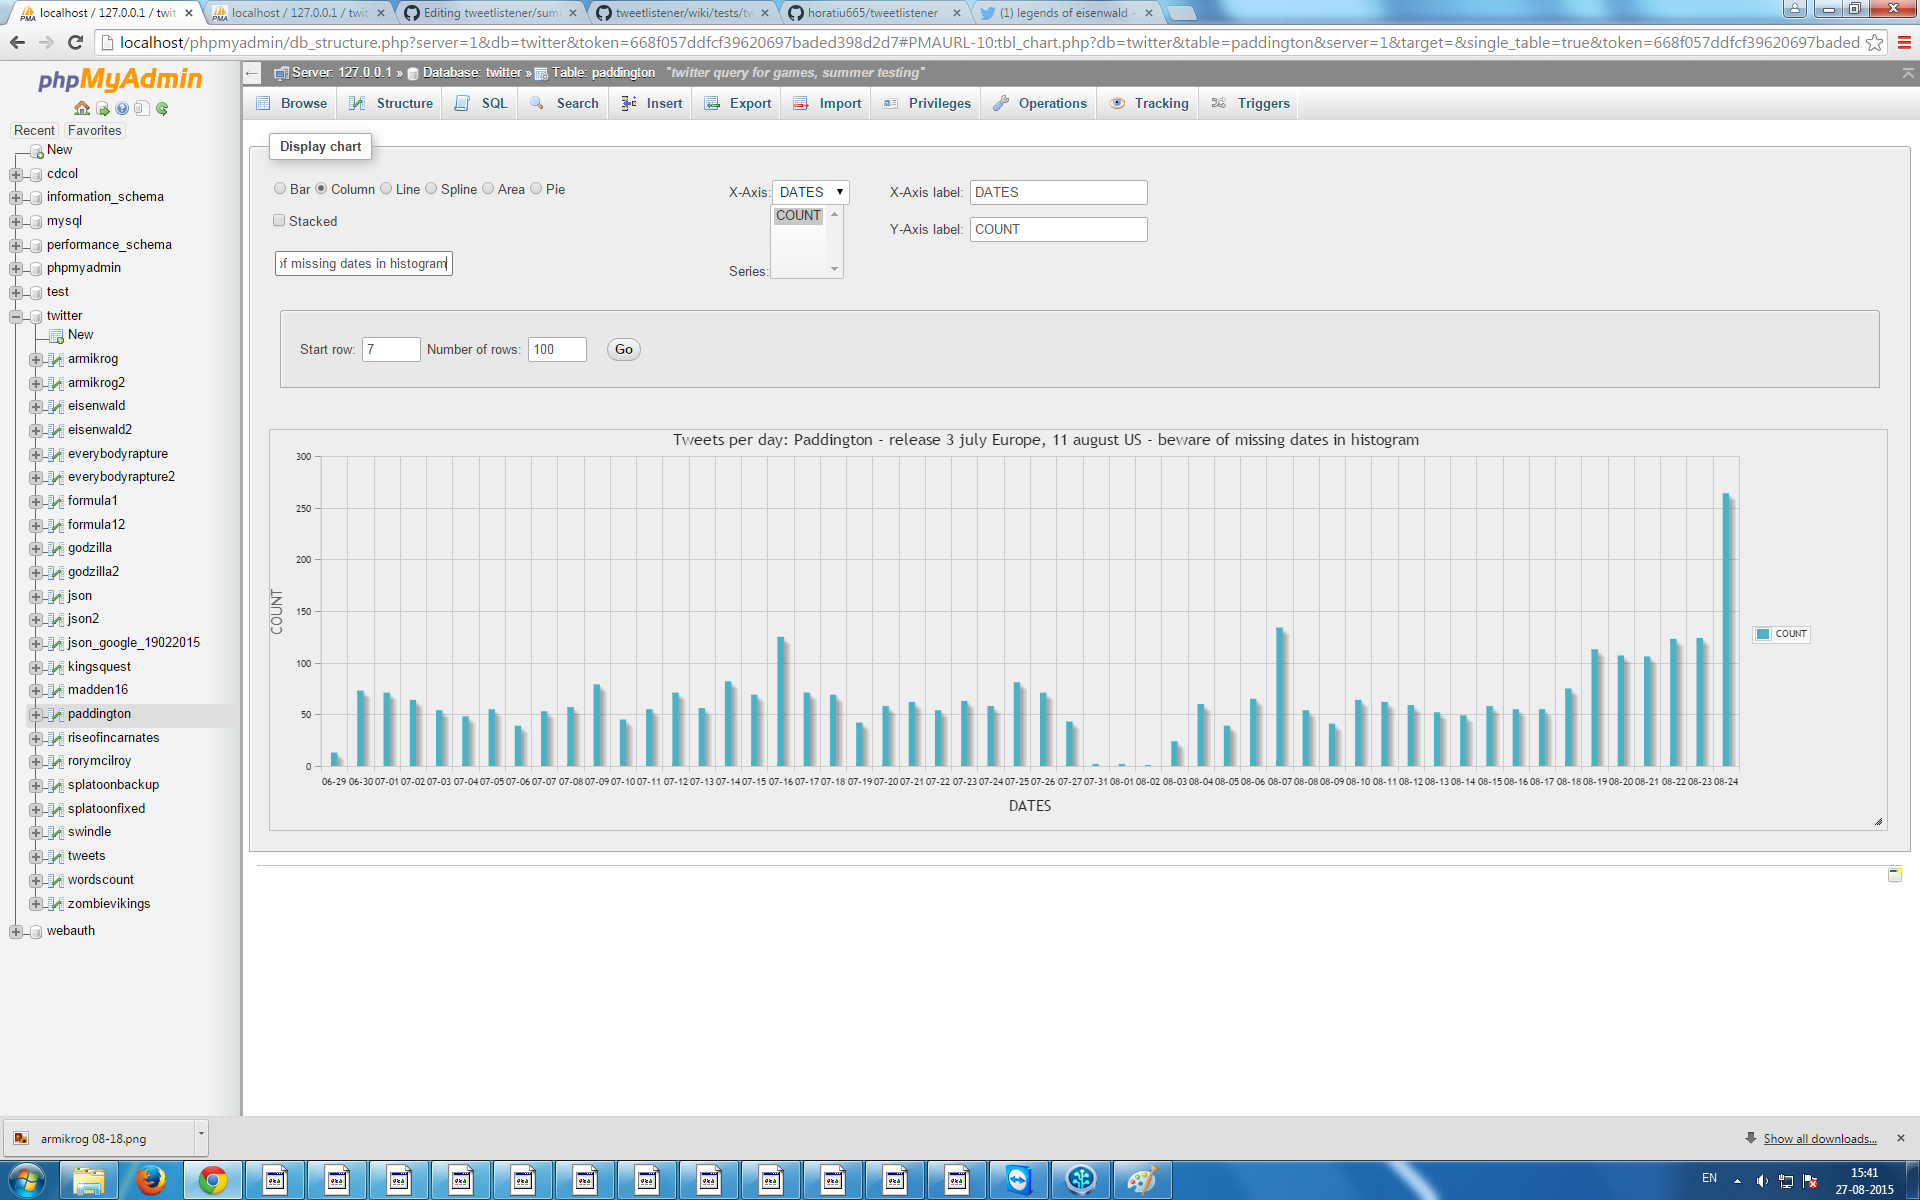 localhost / 127.0.0.1 / twit
localhost / 127.0.0.1 / twit
Editing tweetlistener/sum
tweetlistener/wiki/tests/tw
horatiu665/tweetlistener
(1) legends of eisenwald -
localhost/phpmyadmin/db_structure.php?server=1&db=twitter&token=668f057ddfcf39620697baded398d2d7#PMAURL-10:tbl_chart.php?db=twitter&table=paddington&server=1&target=&single_table=true&token=668f057ddfcf39620697baded
phpMyAdmin
Recent Favorites
New
cdcol
information_schema
mysql
performance_schema
phpmyadmin
test
twitter
New
armikrog
armikrog2
eisenwald
eisenwald2
everybodyrapture
everybodyrapture2
formula1
formula12
godzilla
godzilla2
json
json2
json_google_19022015
kingsquest
madden16
paddington
riseofincarnates
rorymcilroy
splatoonbackup
splatoonfixed
swindle
tweets
wordscount
zombievikings
webauth
Server: 127.0.0.1 » Database: twitter » Table: paddington "twitter query for games, summer testing"
Browse Structure SQL Search Insert Export Import Privileges Operations Tracking Triggers
Display chart
Bar Column Line Spline Area Pie
Stacked
of missing dates in histogram
X-Axis: DATES
COUNT
Series:
X-Axis label: DATES
Y-Axis label: COUNT
Start row: 7 Number of rows: 100 Go
Tweets per day: Paddington - release 3 july Europe, 11 august US - beware of missing dates in histogram
300
250
200
150
100
50
0
COUNT
COUNT
06-29 06-30 07-01 07-02 07-03 07-04 07-05 07-06 07-07 07-08 07-09 07-10 07-11 07-12 07-13 07-14 07-15 07-16 07-17 07-18 07-19 07-20 07-21 07-22 07-23 07-24 07-25 07-26 07-27 07-31 08-01 08-02 08-03 08-04 08-05 08-06 08-07 08-08 08-09 08-10 08-11 08-12 08-13 08-14 08-15 08-16 08-17 08-18 08-19 08-20 08-21 08-22 08-23 08-24
DATES
armikrog 08-18.png
Show all downloads...
EN
15:41
27-08-2015